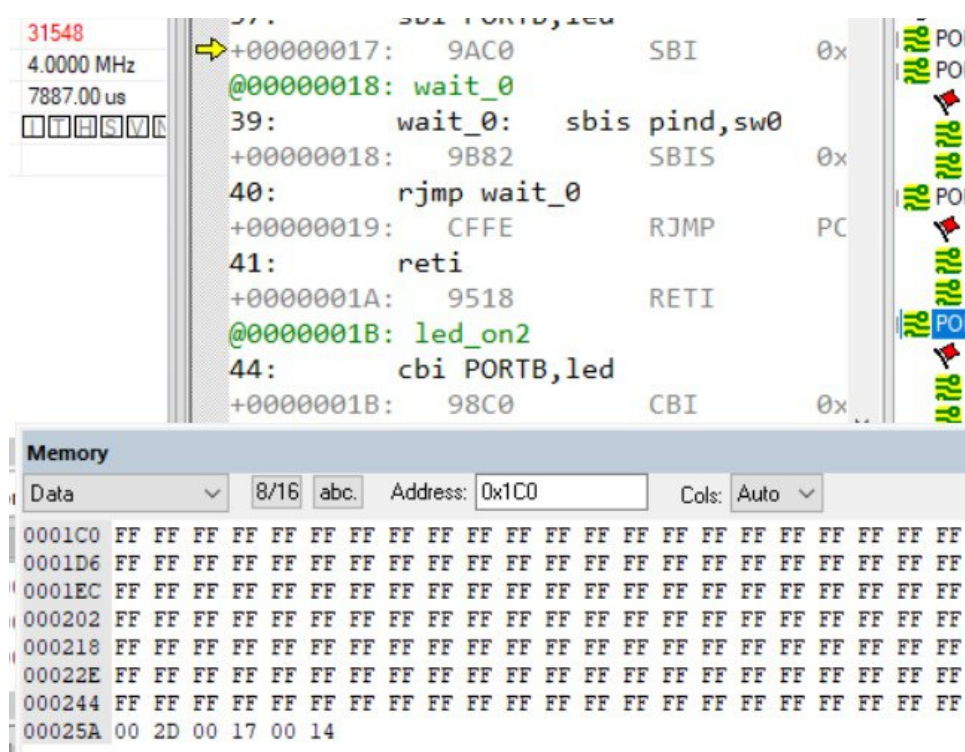 31548
4.0000 MHz
7887.00 us
I T H S V N
37: sbi PORTB,led
+00000017: 9AC0 SBI 0x
@00000018: wait_0
39: wait_0: sbis pind,sw0
+00000018: 9B82 SBIS 0x
40: rjmp wait_0
+00000019: CFFE RJMP PC
41: reti
+0000001A: 9518 RETI
@0000001B: led_on2
44: cbi PORTB,led
+0000001B: 98C0 CBI 0x
PO
PO
PO
PO
Memory
Data 8/16 abc. Address: 0x1C0 Cols: Auto
0001C0 FF FF FF FF FF FF FF FF FF FF FF FF FF FF FF FF FF FF FF FF FF FF
0001D6 FF FF FF FF FF FF FF FF FF FF FF FF FF FF FF FF FF FF FF FF FF FF
0001EC FF FF FF FF FF FF FF FF FF FF FF FF FF FF FF FF FF FF FF FF FF FF
000202 FF FF FF FF FF FF FF FF FF FF FF FF FF FF FF FF FF FF FF FF FF FF
000218 FF FF FF FF FF FF FF FF FF FF FF FF FF FF FF FF FF FF FF FF FF FF
00022E FF FF FF FF FF FF FF FF FF FF FF FF FF FF FF FF FF FF FF FF FF FF
000244 FF FF FF FF FF FF FF FF FF FF FF FF FF FF FF FF FF FF FF FF FF FF
00025A 00 2D 00 17 00 14